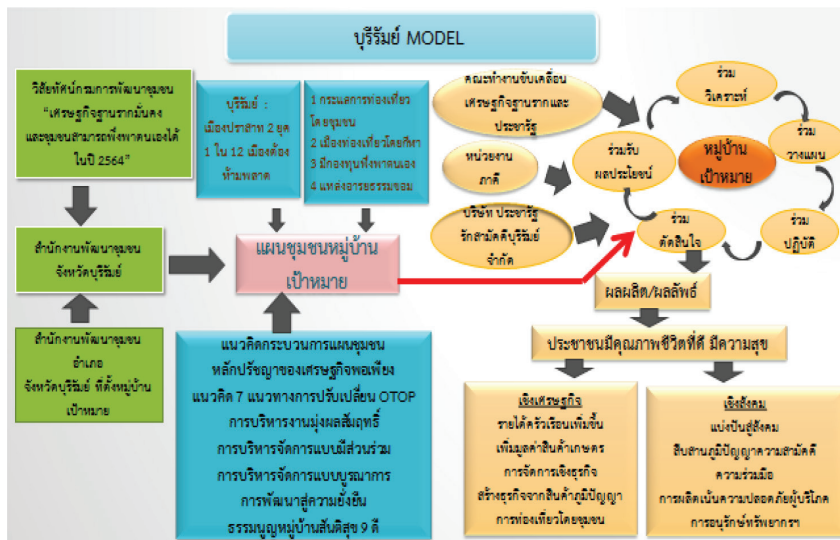 บุรีรัมย์ MODEL
วิสัยทัศน์กรมการพัฒนาชุมชน
“เศรษฐกิจฐานรากมั่นคง
และชุมชนสามารถพึ่งพาตนเองได้
ในปี 2564”
สำนักงานพัฒนาชุมชน
จังหวัดบุรีรัมย์
สำนักงานพัฒนาชุมชน
อำเภอ
จังหวัดบุรีรัมย์ ที่ตั้งหมู่บ้าน
เป้าหมาย
บุรีรัมย์ :
เมืองปราสาท 2 ยุค
1 ใน 12 เมืองต้อง
ห้ามพลาด
1 กระแสการท่องเที่ยว
โดยชุมชน
2 เมืองท่องเที่ยวโดยกีฬา
3 มีกองทุนพึ่งพาตนเอง
4 แหล่งอารยธรรมขอม
แผนชุมชนหมู่บ้าน
เป้าหมาย
แนวคิดกระบวนการแผนชุมชน
หลักปรัชญาของเศรษฐกิจพอเพียง
แนวคิด 7 แนวทางการปรับเปลี่ยน OTOP
การบริหารงานมุ่งผลสัมฤทธิ์
การบริหารจัดการแบบมีส่วนร่วม
การบริหารจัดการแบบบูรณาการ
การพัฒนาสู่ความยั่งยืน
ธรรมนูญหมู่บ้านสันติสุข 9 ดี
คณะทำงานขับเคลื่อน
เศรษฐกิจฐานรากและ
ประชารัฐ
หน่วยงาน
ภาคี
บริษัท ประชารัฐ
รักสามัคคีบุรีรัมย์
จำกัด
ร่วม
วิเคราะห์
ร่วม
วางแผน
ร่วม
ปฏิบัติ
ร่วม
ตัดสินใจ
ร่วมรับ
ผลประโยชน์
หมู่บ้าน
เป้าหมาย
ผลผลิต/ผลลัพธ์
ประชาชนมีคุณภาพชีวิตที่ดี มีความสุข
เชิงเศรษฐกิจ
รายได้ครัวเรือนเพิ่มขึ้น
เพิ่มมูลค่าสินค้าเกษตร
การจัดการเชิงธุรกิจ
สร้างธุรกิจจากสินค้าภูมิปัญญา
การท่องเที่ยวโดยชุมชน
เชิงสังคม
แบ่งปันสู่สังคม
สืบสานภูมิปัญญาความสามัคคี
ความร่วมมือ
การผลิตเน้นความปลอดภัยผู้บริโภค
การอนุรักษ์ทรัพยากรฯ